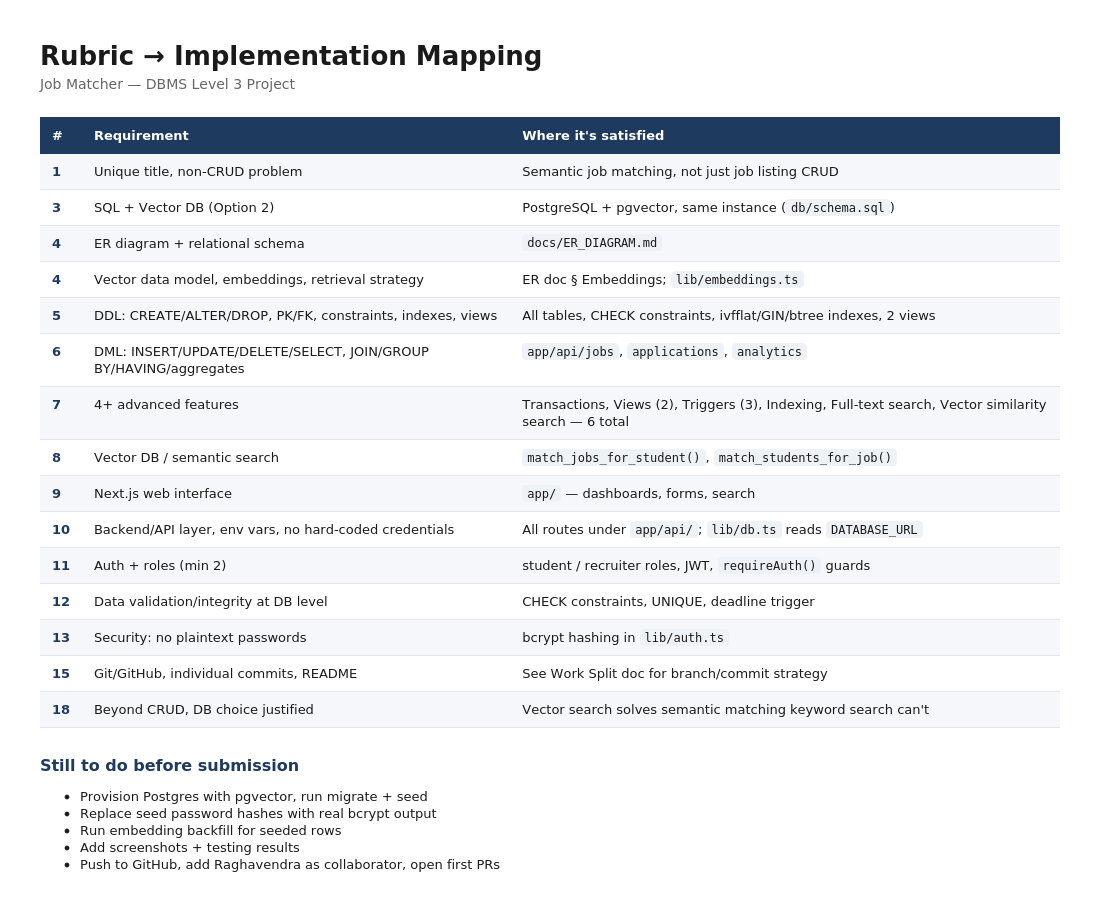 Rubric → Implementation Mapping
Job Matcher — DBMS Level 3 Project
# Requirement Where it's satisfied
1 Unique title, non-CRUD problem Semantic job matching, not just job listing CRUD
3 SQL + Vector DB (Option 2) PostgreSQL + pgvector, same instance ( db/schema.sql )
4 ER diagram + relational schema docs/ER_DIAGRAM.md
4 Vector data model, embeddings, retrieval strategy ER doc § Embeddings; lib/embeddings.ts
5 DDL: CREATE/ALTER/DROP, PK/FK, constraints, indexes, views All tables, CHECK constraints, ivfflat/GIN/btree indexes, 2 views
6 DML: INSERT/UPDATE/DELETE/SELECT, JOIN/GROUP app/api/jobs , applications , analytics
BY/HAVING/aggregates
7 4+ advanced features Transactions, Views (2), Triggers (3), Indexing, Full-text search, Vector similarity
search — 6 total
8 Vector DB / semantic search match_jobs_for_student() , match_students_for_job()
9 Next.js web interface app/ — dashboards, forms, search
10 Backend/API layer, env vars, no hard-coded credentials All routes under app/api/ ; lib/db.ts reads DATABASE_URL
11 Auth + roles (min 2) student / recruiter roles, JWT, requireAuth() guards
12 Data validation/integrity at DB level CHECK constraints, UNIQUE, deadline trigger
13 Security: no plaintext passwords bcrypt hashing in lib/auth.ts
15 Git/GitHub, individual commits, README See Work Split doc for branch/commit strategy
18 Beyond CRUD, DB choice justified Vector search solves semantic matching keyword search can't
Still to do before submission
• Provision Postgres with pgvector, run migrate + seed
• Replace seed password hashes with real bcrypt output
• Run embedding backfill for seeded rows
• Add screenshots + testing results
• Push to GitHub, add Raghavendra as collaborator, open first PRs